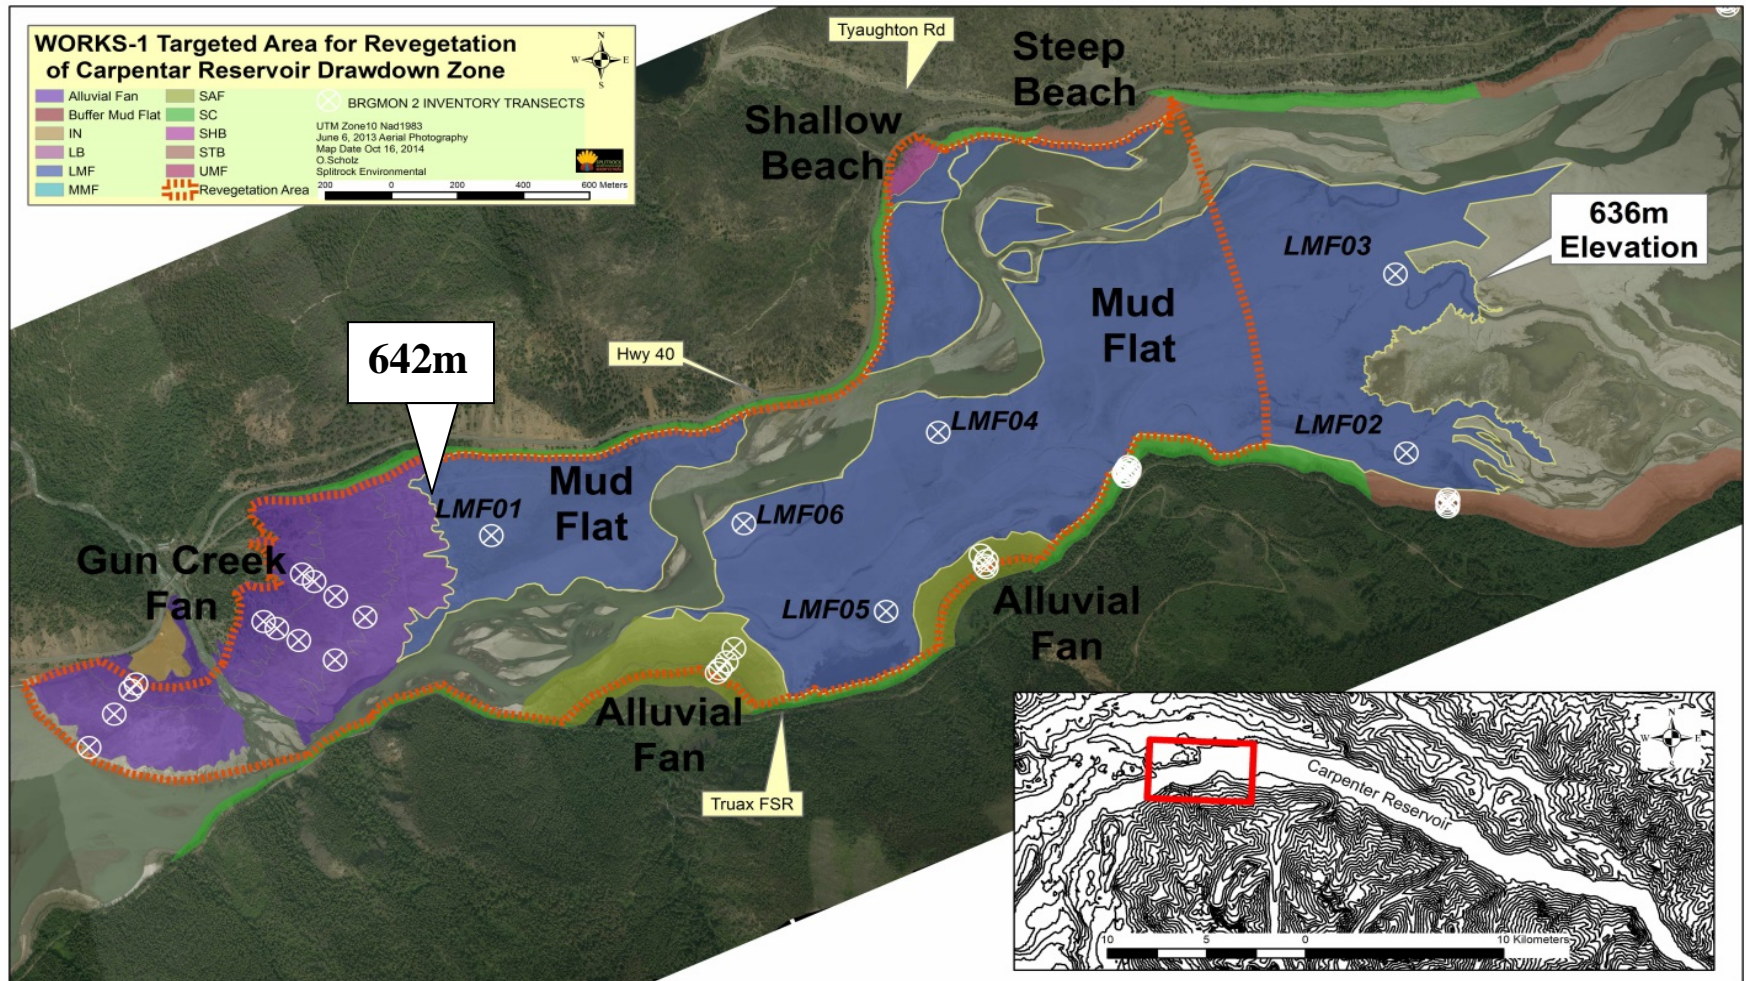 WORKS-1 Targeted Area for Revegetation
of Carpentar Reservoir Drawdown Zone
N
W E
S
Alluvial Fan
Buffer Mud Flat
IN
LB
LMF
MMF
SAF
SC
SHB
STB
UMF
Revegetation Area
BRGMON 2 INVENTORY TRANSECTS
UTM Zone10 Nad1983
June 6, 2013 Aerial Photography
Map Date Oct 16, 2014
O.Scholz
Splitrock Environmental
200 0 200 400 600 Meters
Tyaughton Rd
Steep
Beach
Shallow
Beach
636m
Elevation
LMF03
Mud
Flat
642m
Hwy 40
LMF04
LMF02
Mud
Flat
LMF01
LMF06
Gun Creek
Fan
LMF05
Alluvial
Fan
Alluvial
Fan
Truax FSR
N
W E
S
Carpenter Reservoir
10 5 0 10 Kilometers